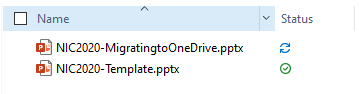 Name Status
NIC2020-MigratingtoOneDrive.pptx
NIC2020-Template.pptx